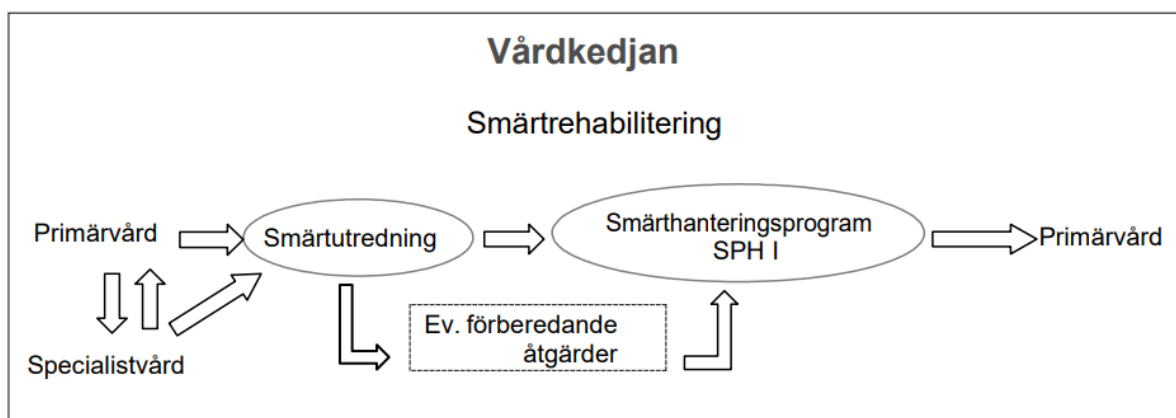 Vårdkedjan
Smärtrehabilitering
Primärvård
Smärtutredning
Smärthanteringsprogram
SPH I
Primärvård
Ev. förberedande
åtgärder
Specialistvård